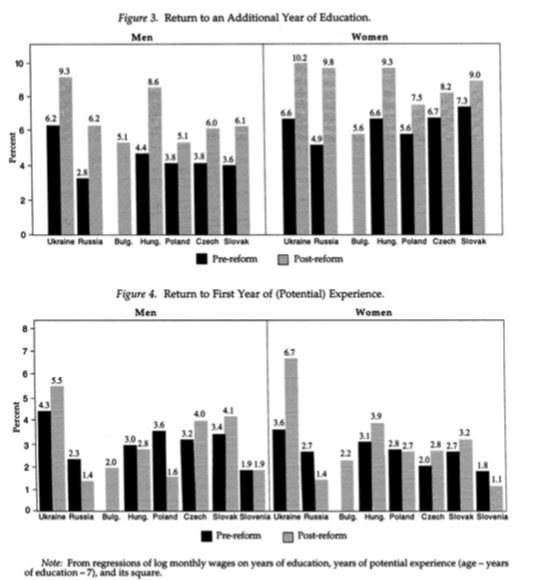 Figure 3. Return to an Additional Year of Education.
Men Women
10
8
6
4
2
0
Percent
6.2 9.3 2.8 6.2 5.1 4.4 8.6 3.8 5.1 3.8 6.0 3.6 6.1
6.6 10.2 4.9 9.8 5.6 6.6 9.3 5.6 7.5 6.7 8.2 7.3 9.0
Ukraine Russia Bulg. Hung. Poland Czech Slovak Ukraine Russia Bulg. Hung. Poland Czech Slovak
Pre-reform Post-reform
Figure 4. Return to First Year of (Potential) Experience.
Men Women
8
7
6
5
4
3
2
1
0
Percent
4.3 5.5 2.3 1.4 2.0 3.0 2.8 3.6 1.6 3.2 4.0 3.4 4.1 1.9 1.9
3.6 6.7 2.7 1.4 2.2 3.1 3.9 2.8 2.7 2.0 2.8 2.7 3.2 1.8 1.1
Ukraine Russia Bulg. Hung. Poland Czech Slovak Slovenia Ukraine Russia Bulg. Hung. Poland Czech Slovak Slovenia
Pre-reform Post-reform
Note: From regressions of log monthly wages on years of education, years of potential experience (age – years
of education – 7), and its square.